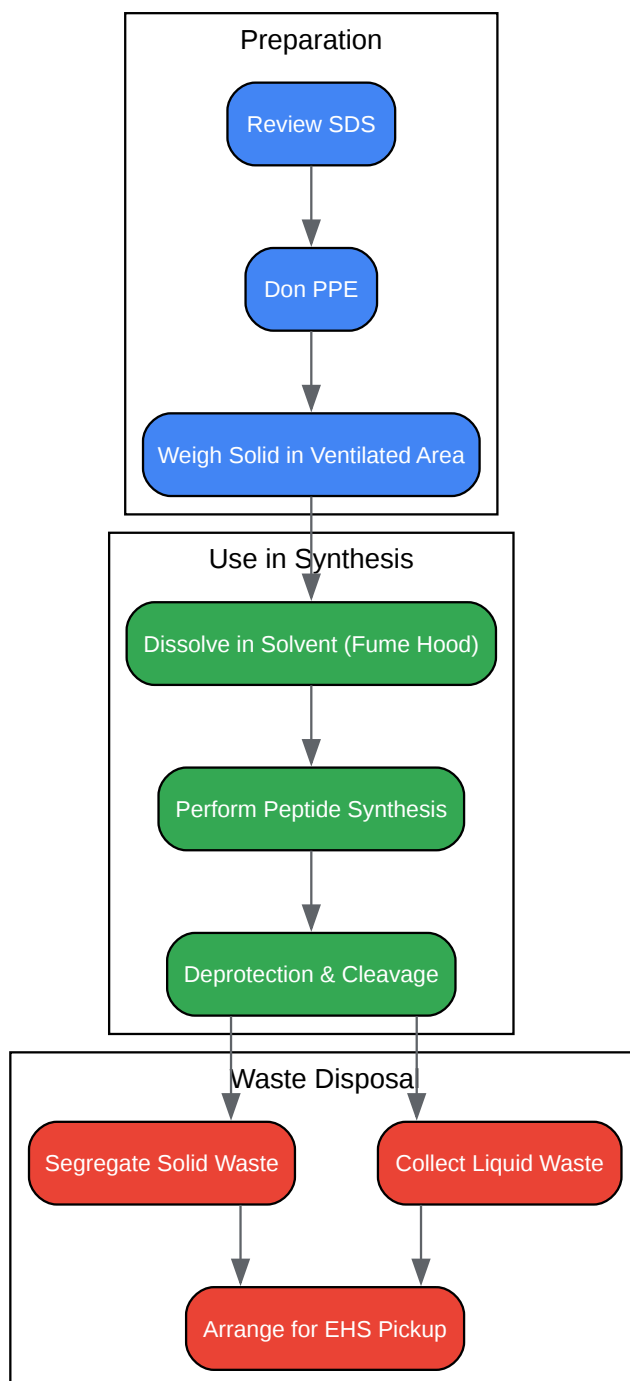 Preparation
Review SDS
Don PPE
Weigh Solid in Ventilated Area
Use in Synthesis
Dissolve in Solvent (Fume Hood)
Perform Peptide Synthesis
Deprotection & Cleavage
Waste Disposal
Segregate Solid Waste
Collect Liquid Waste
Arrange for EHS Pickup